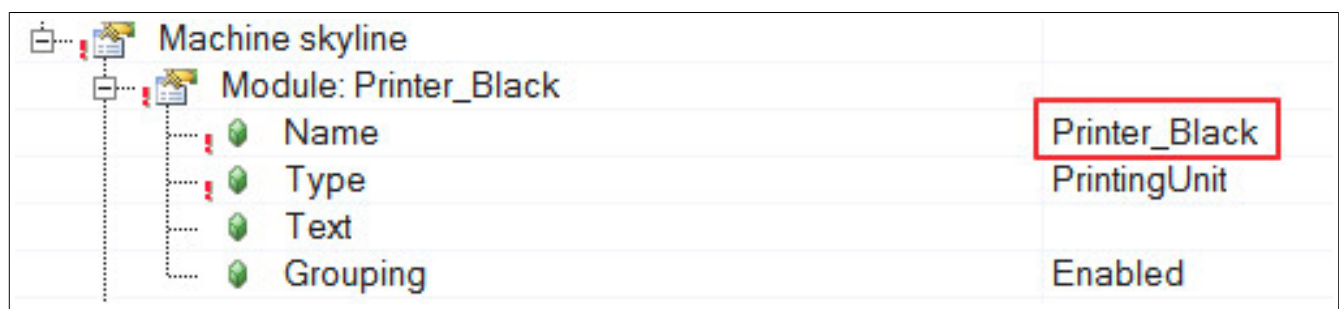 Machine skyline
Module: Printer_Black
Name Printer_Black
Type PrintingUnit
Text
Grouping Enabled